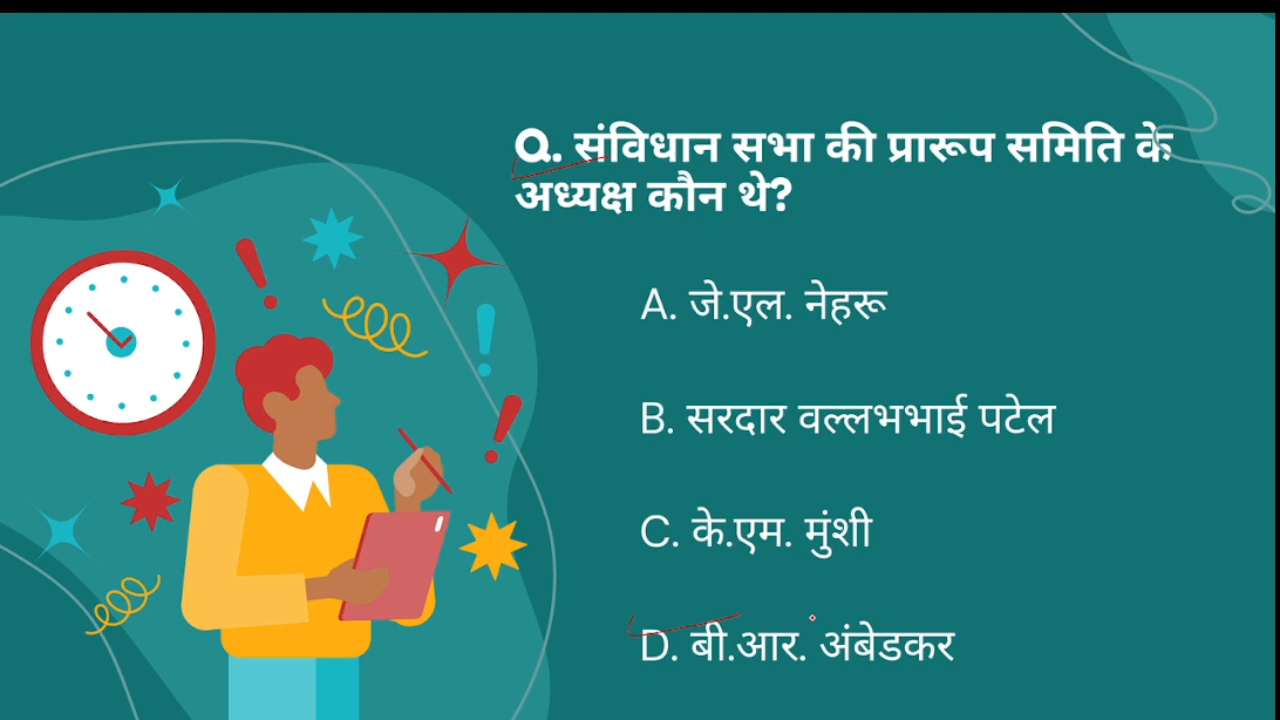 Q. संविधान सभा की प्रारूप समिति के
अध्यक्ष कौन थे?
A. जे.एल. नेहरू
B. सरदार वल्लभभाई पटेल
C. के.एम. मुंशी
D. बी.आर. अंबेडकर